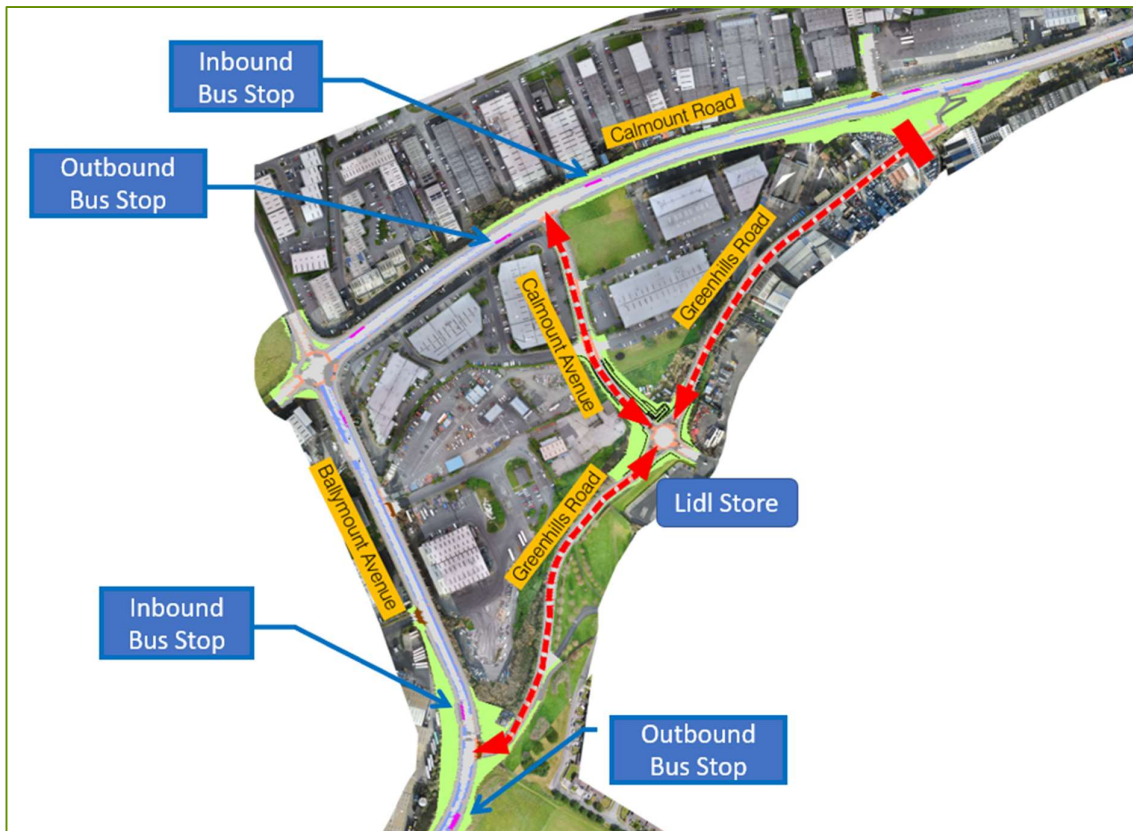 Inbound
Bus Stop
Outbound
Bus Stop
Calmount Road
Greenhills Road
Calmount Avenue
Lidl Store
Greenhills Road
Ballymount Avenue
Inbound
Bus Stop
Outbound
Bus Stop